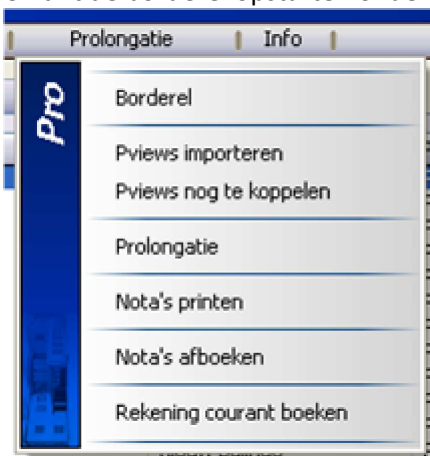 Prolongatie | Info |
Pro
Borderel
Pviews importeren
Pviews nog te koppelen
Prolongatie
Nota's printen
Nota's afboeken
Rekening courant boeken